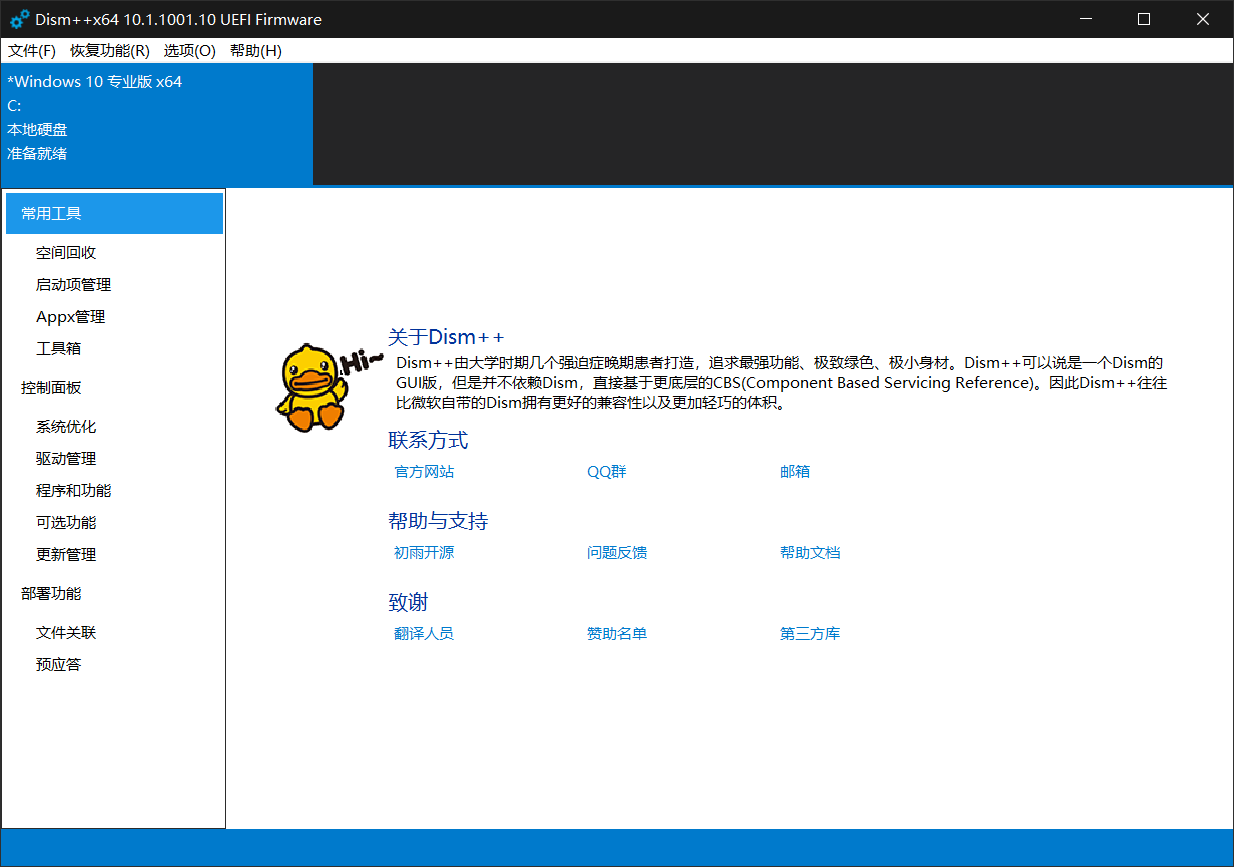 Dism++x64 10.1.1001.10 UEFI Firmware
文件(F) 恢复功能(R) 选项(O) 帮助(H)
*Windows 10 专业版 x64
C:
本地硬盘
准备就绪
常用工具
空间回收
启动项管理
Appx管理
工具箱
控制面板
系统优化
驱动管理
程序和功能
可选功能
更新管理
部署功能
文件关联
预应答
Hi~
关于Dism++
Dism++由大学时期几个强迫症晚期患者打造，追求最强功能、极致绿色、极小身材。Dism++可以说是一个Dism的
GUI版，但是并不依赖Dism，直接基于更底层的CBS(Component Based Servicing Reference)。因此Dism++往往
比微软自带的Dism拥有更好的兼容性以及更加轻巧的体积。
联系方式
官方网站 QQ群 邮箱
帮助与支持
初雨开源 问题反馈 帮助文档
致谢
翻译人员 赞助名单 第三方库